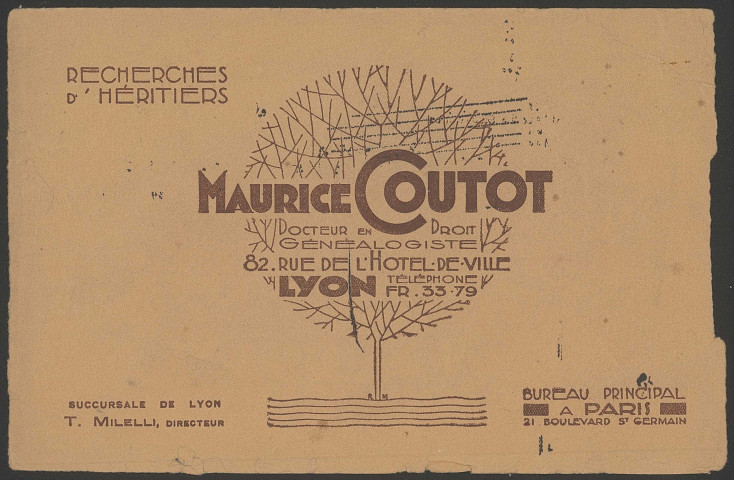 RECHERCHES
D'HÉRITIERS
MAURICE COUTOT
DOCTEUR EN DROIT
GÉNÉALOGISTE
82. RUE DE L'HOTEL-DE-VILLE
LYON TÉLÉPHONE
FR. 33-79
R M
SUCCURSALE DE LYON
T. MILELLI, DIRECTEUR
BUREAU PRINCIPAL
A PARIS
21 BOULEVARD ST GERMAIN